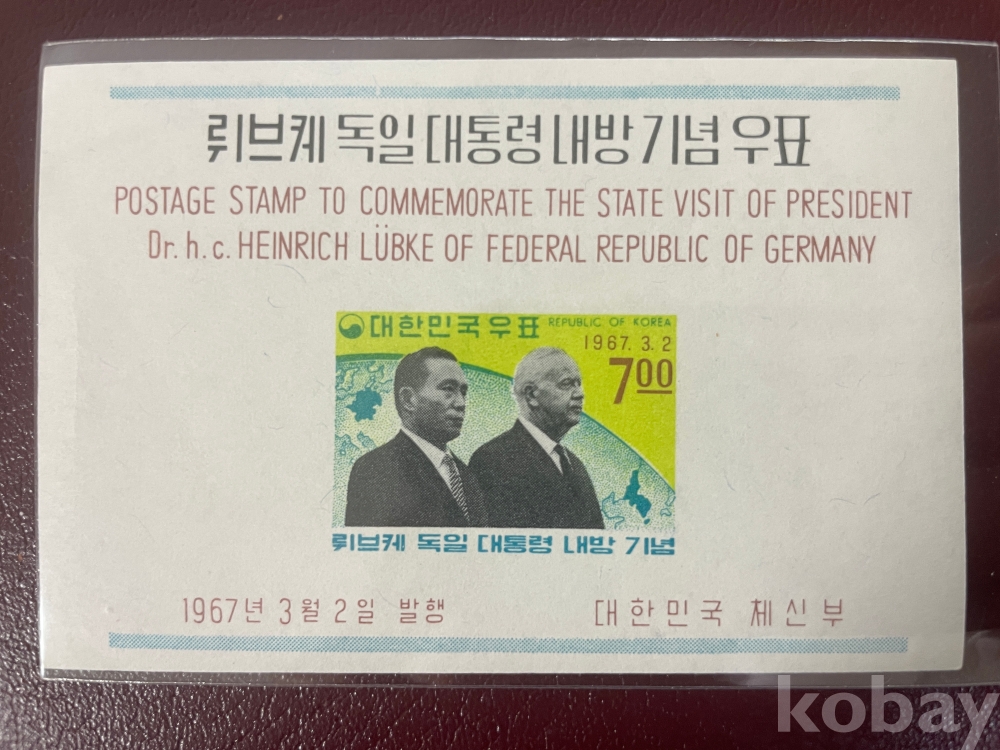 뤼브케 독일 대통령 내방 기념 우표
POSTAGE STAMP TO COMMEMORATE THE STATE VISIT OF PRESIDENT
Dr. h. c. HEINRICH LÜBKE OF FEDERAL REPUBLIC OF GERMANY
대한민국우표 REPUBLIC OF KOREA
1967. 3. 2
700
뤼브케 독일 대통령 내방 기념
1967년 3월 2일 발행 대한민국 체신부
kobay